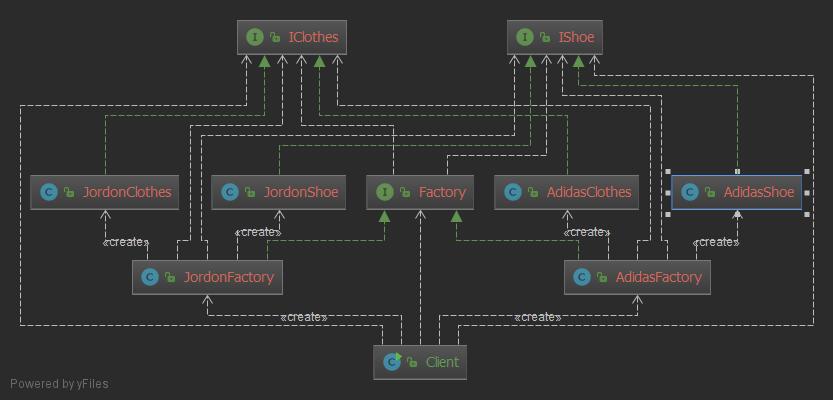 I IClothes
I IShoe
C JordonClothes
C JordonShoe
I Factory
C AdidasClothes
C AdidasShoe
«create»
«create»
«create»
«create»
C JordonFactory
C AdidasFactory
«create»
«create»
C Client
Powered by yFiles